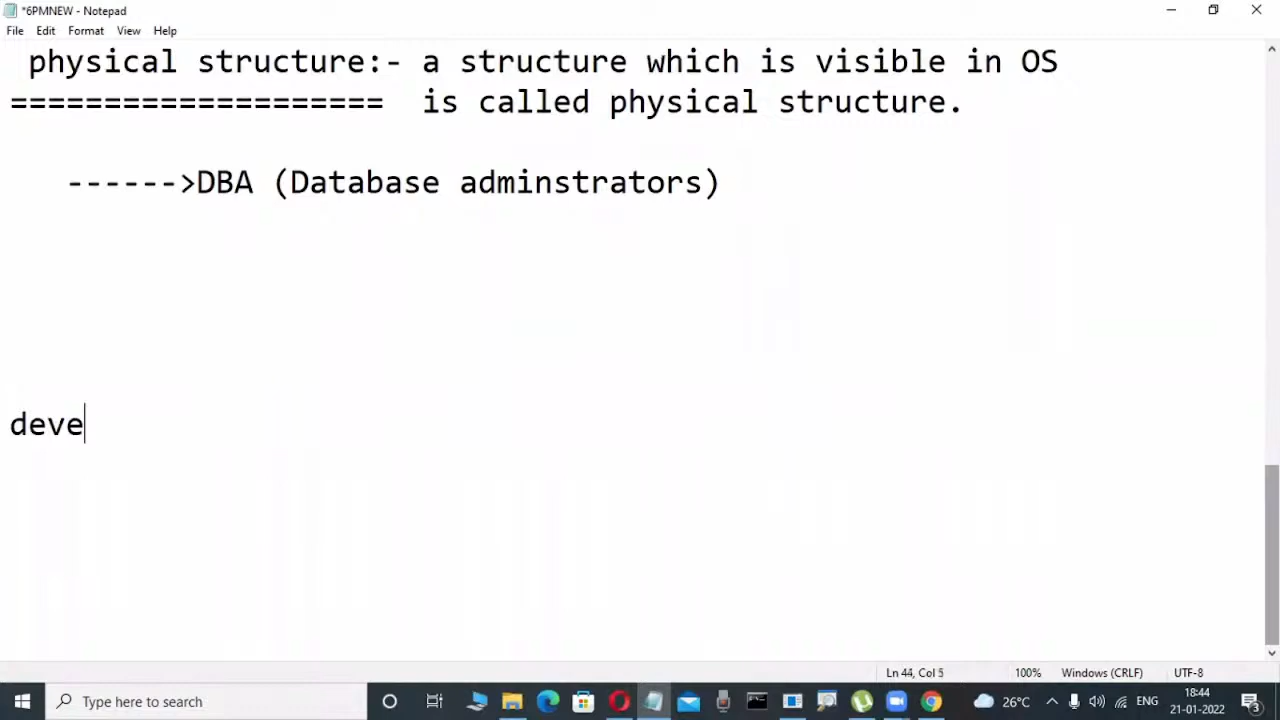 *6PMNEW - Notepad
File Edit Format View Help
physical structure:- a structure which is visible in OS
==================== is called physical structure.
------>DBA (Database adminstrators)
deve
Ln 44, Col 5 100% Windows (CRLF) UTF-8
Type here to search 26°C ENG 18:44
21-01-2022 3